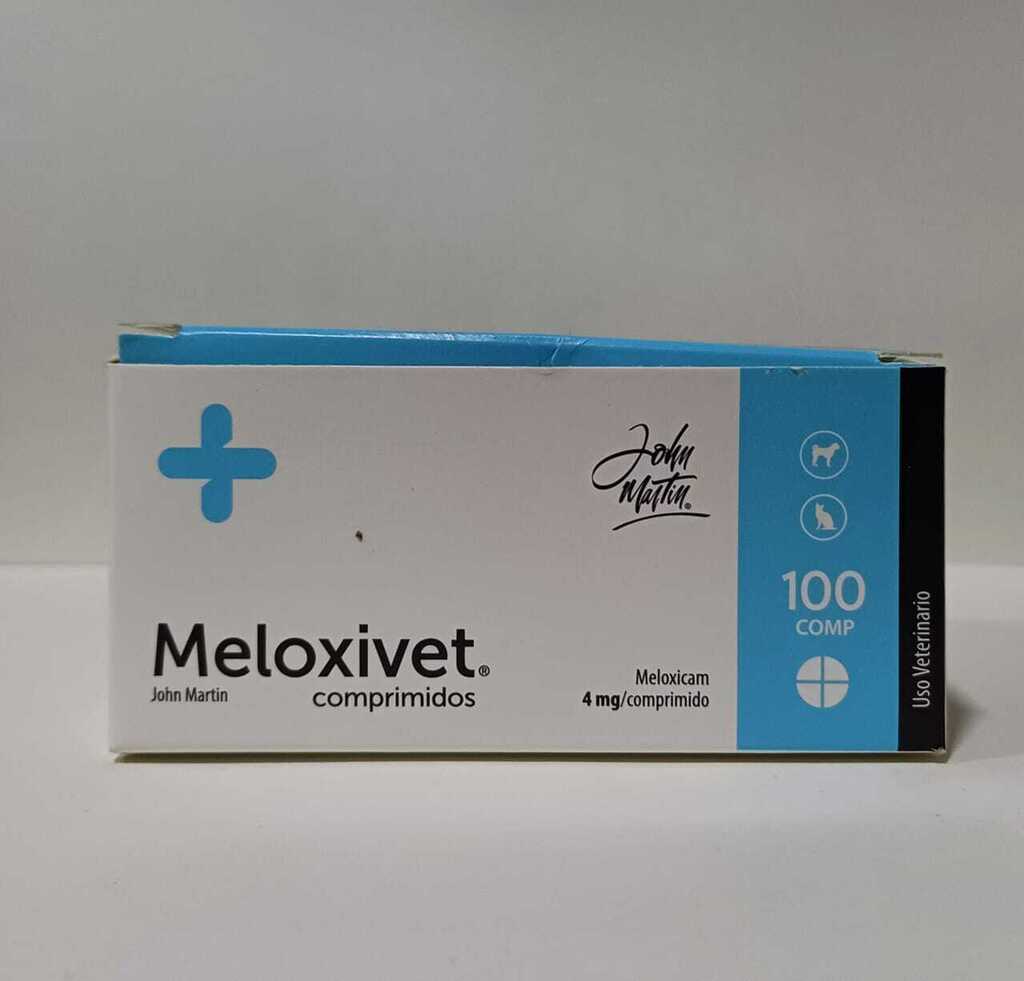 John
Martin®
Meloxivet®
John Martin
comprimidos
Meloxicam
4 mg/comprimido
100
COMP
Uso Veterinario